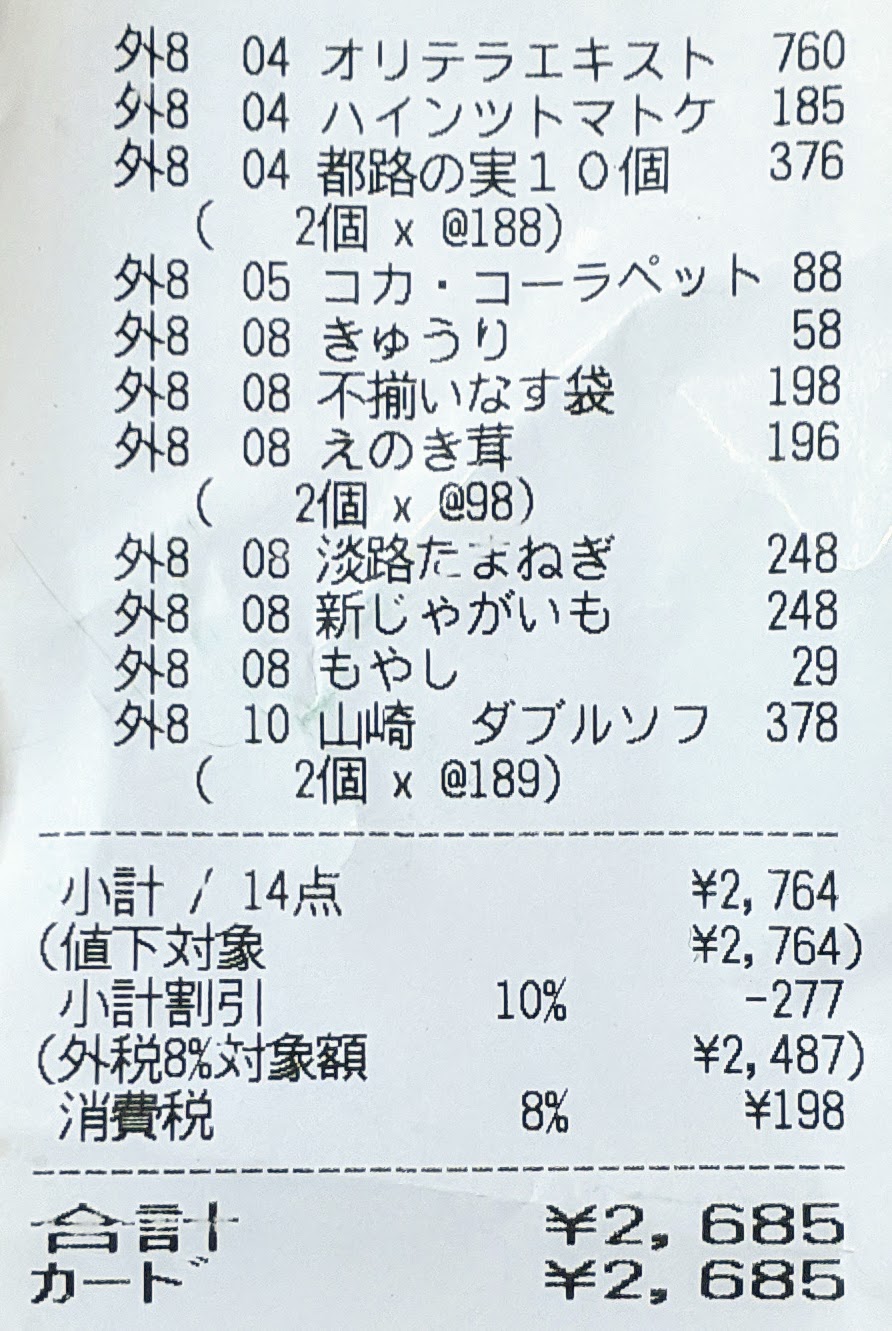 外8 04 オリテラエキスト 760
外8 04 ハインツトマトケ 185
外8 04 都路の実10個 376
( 2個 x @188)
外8 05 コカ・コーラペット 88
外8 08 きゅうり 58
外8 08 不揃いなす袋 198
外8 08 えのき茸 196
( 2個 x @98)
外8 08 淡路たまねぎ 248
外8 08 新じゃがいも 248
外8 08 もやし 29
外8 10 山崎 ダブルソフ 378
( 2個 x @189)
小計 / 14点 ¥2,764
(値下対象 ¥2,764)
小計割引 10% -277
(外税8%対象額 ¥2,487)
消費税 8% ¥198
合計 ¥2,685
カード ¥2,685